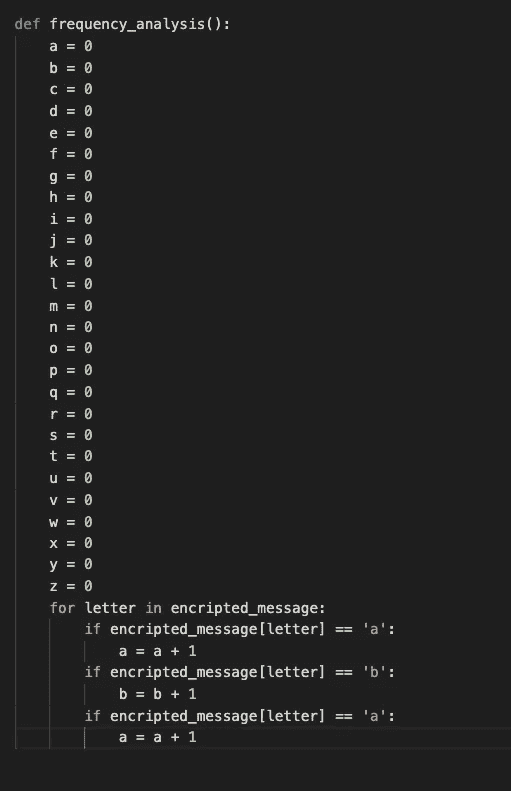 def frequency_analysis():
    a = 0
    b = 0
    c = 0
    d = 0
    e = 0
    f = 0
    g = 0
    h = 0
    i = 0
    j = 0
    k = 0
    l = 0
    m = 0
    n = 0
    o = 0
    p = 0
    q = 0
    r = 0
    s = 0
    t = 0
    u = 0
    v = 0
    w = 0
    x = 0
    y = 0
    z = 0
    for letter in encripted_message:
        if encripted_message[letter] == 'a':
            a = a + 1
        if encripted_message[letter] == 'b':
            b = b + 1
        if encripted_message[letter] == 'a':
            a = a + 1